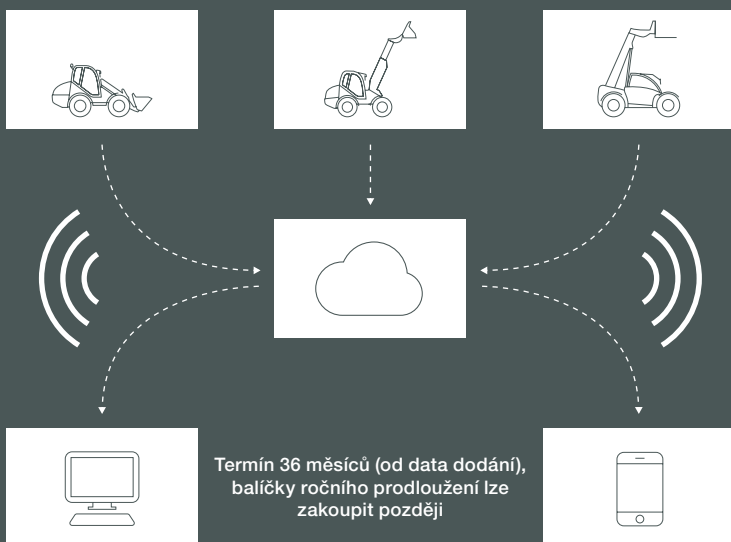 Termín 36 měsíců (od data dodání),
balíčky ročního prodloužení lze
zakoupit později